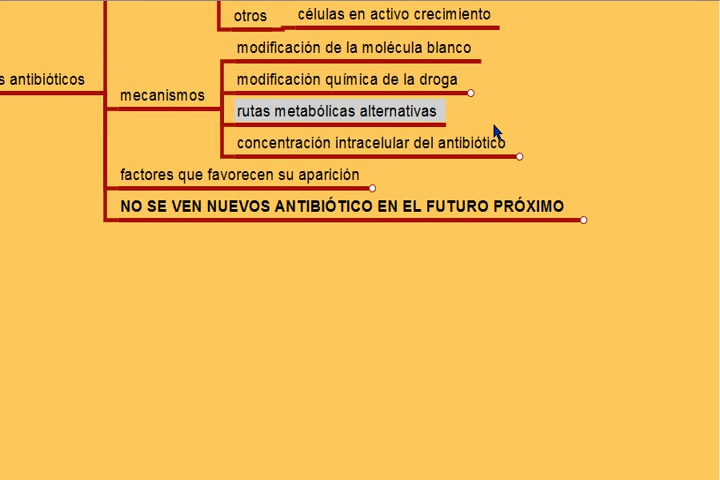 otros
células en activo crecimiento
modificación de la molécula blanco
s antibióticos
modificación química de la droga
mecanismos
rutas metabólicas alternativas
concentración intracelular del antibiótico
factores que favorecen su aparición
NO SE VEN NUEVOS ANTIBIÓTICO EN EL FUTURO PRÓXIMO